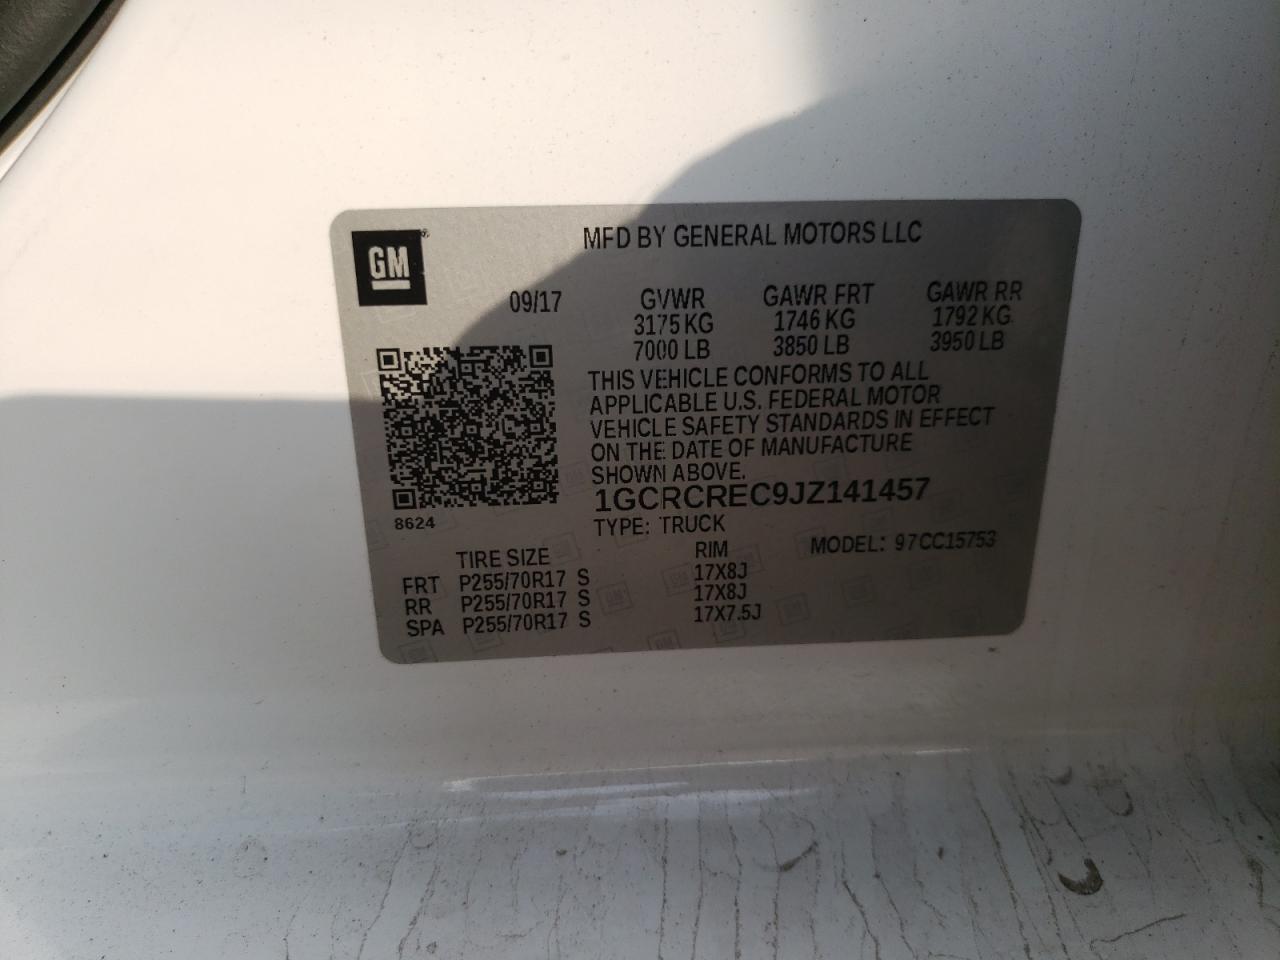 GM
MFD BY GENERAL MOTORS LLC
09/17 GVWR GAWR FRT GAWR RR
3175 KG 1746 KG 1792 KG
7000 LB 3850 LB 3950 LB
THIS VEHICLE CONFORMS TO ALL
APPLICABLE U.S. FEDERAL MOTOR
VEHICLE SAFETY STANDARDS IN EFFECT
ON THE DATE OF MANUFACTURE
SHOWN ABOVE.
1GCRCREC9JZ141457
8624
TYPE: TRUCK
TIRE SIZE RIM MODEL: 97CC15753
FRT P255/70R17 S 17X8J
RR P255/70R17 S 17X8J
SPA P255/70R17 S 17X7.5J